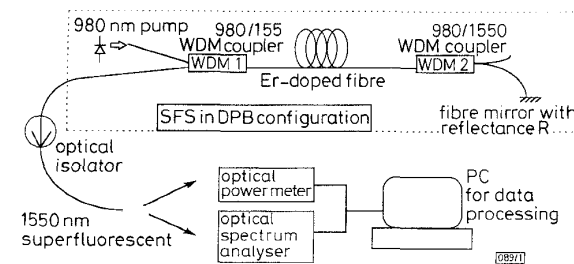 980 nm pump
980/155
WDM coupler
WDM 1
Er-doped fibre
980/1550
WDM coupler
WDM 2
SFS in DPB configuration
fibre mirror with
reflectance R
optical
isolator
1550 nm
superfluorescent
optical
power meter
optical
spectrum
analyser
PC
for data
processing
089/1